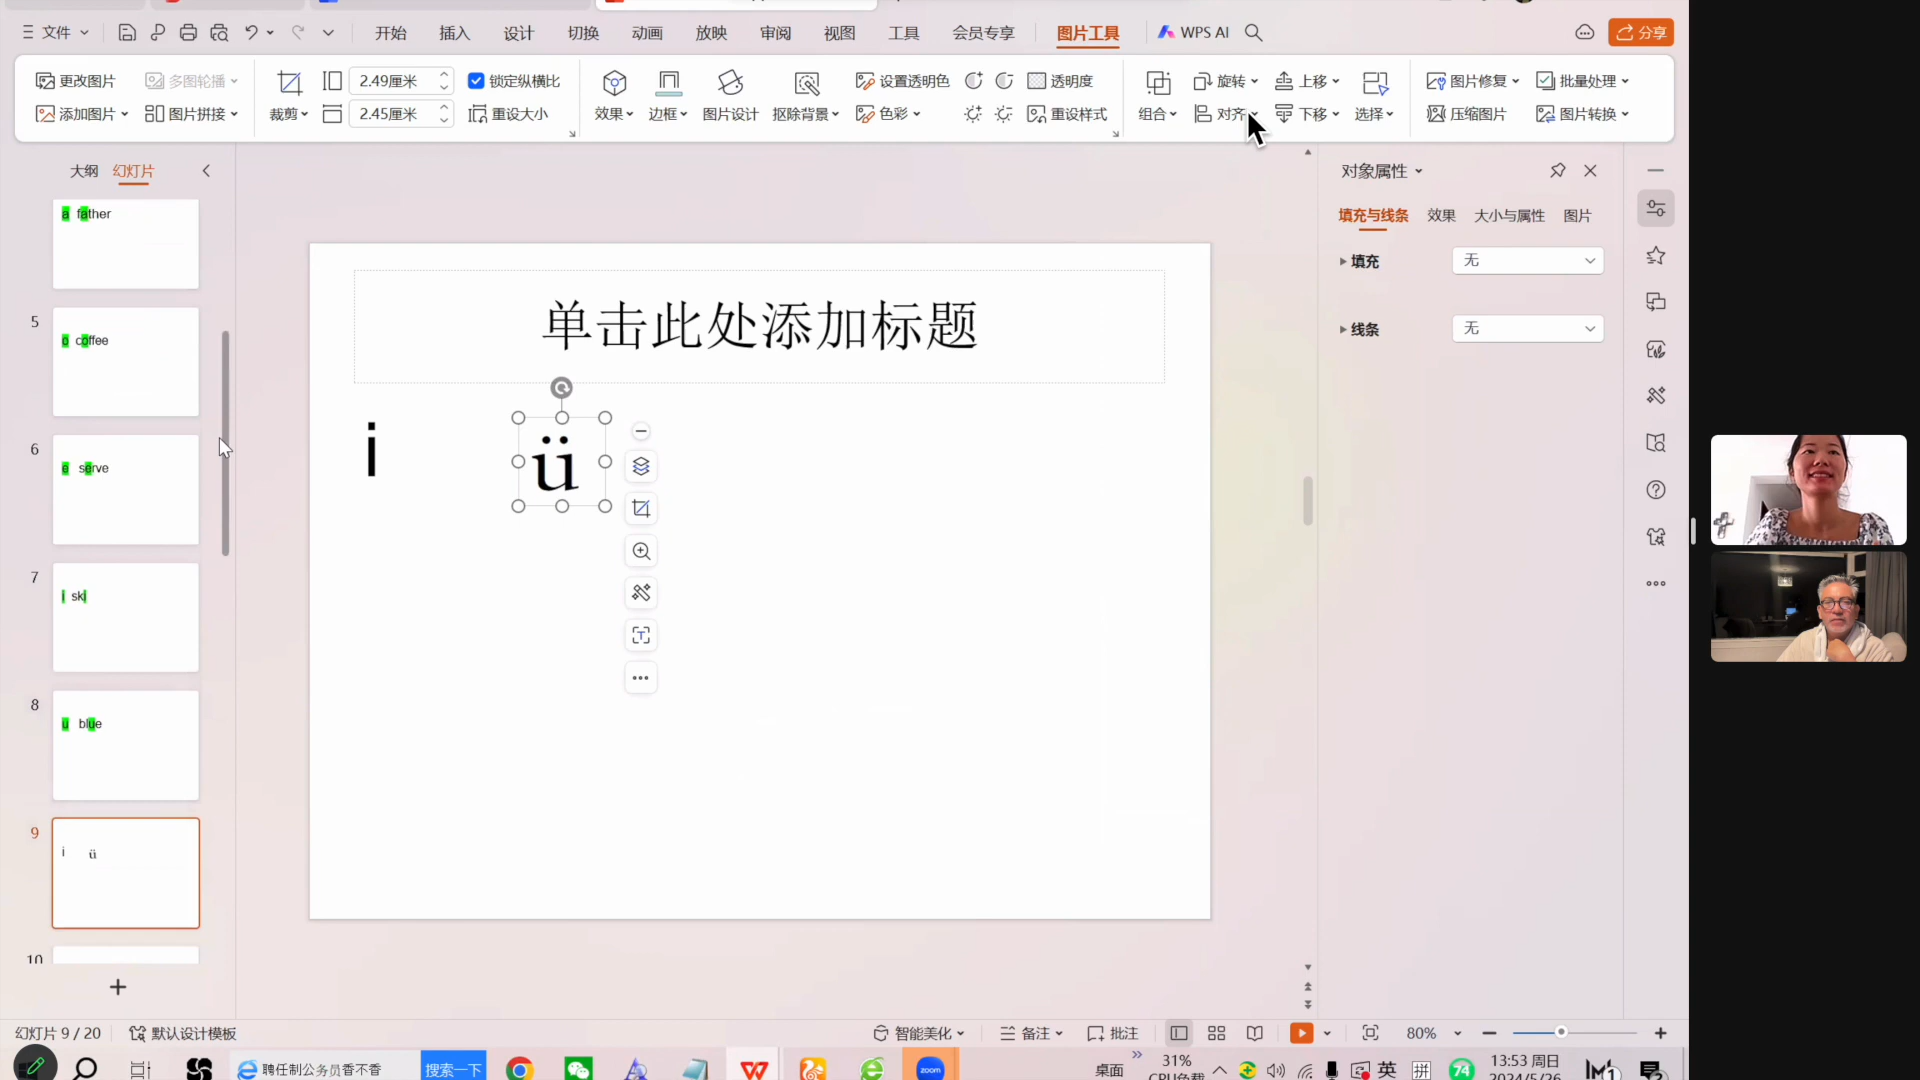 文件
开始
插入
设计
切换
动画
放映
审阅
视图
工具
会员专享
图片工具
WPS AI
分享
更改图片
多图轮播
2.49厘米
锁定纵横比
设置透明色
透明度
旋转
上移
图片修复
批量处理
添加图片
图片拼接
裁剪
2.45厘米
重设大小
效果
边框
图片设计
抠除背景
色彩
重设样式
组合
对齐
下移
选择
压缩图片
图片转换
大纲
幻灯片
a father
5
o coffee
6
e serve
7
i ski
8
u blue
9
i ü
10
单击此处添加标题
i ü
对象属性
填充与线条
效果
大小与属性
图片
填充
无
线条
无
幻灯片 9 / 20
默认设计模板
智能美化
备注
批注
80%
聘任制公务员香不香
搜索一下
zoom
桌面
31%
CPU负载
英
拼
74
13:53 周日
2024/5/26